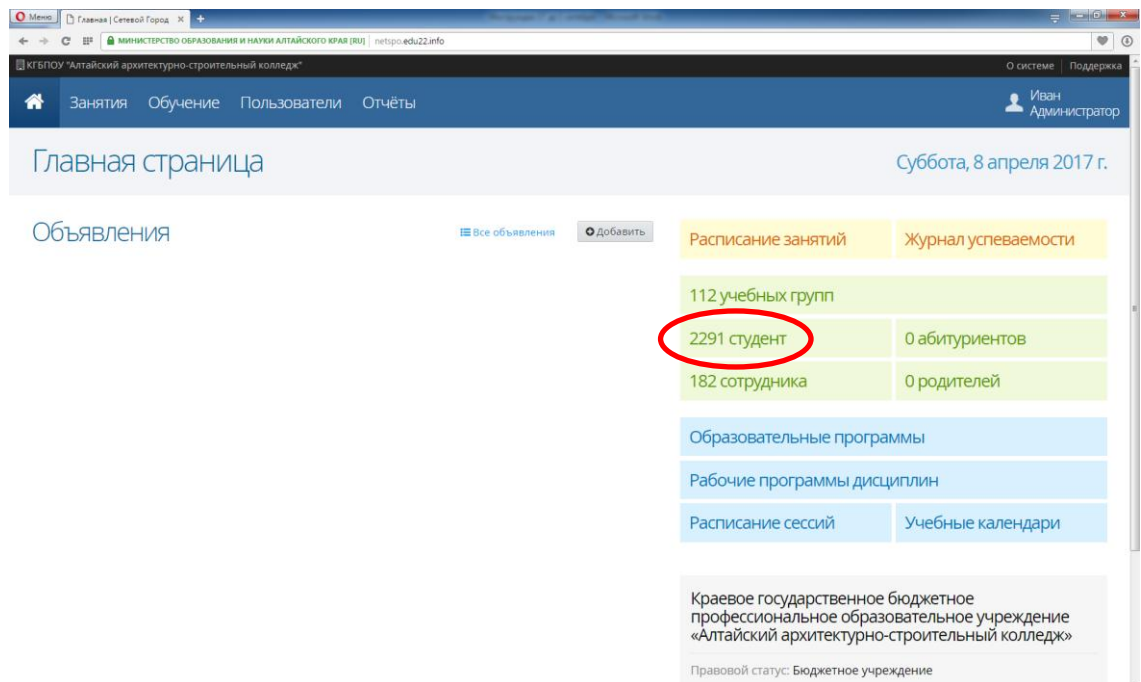 Меню
Главная | Сетевой Город
МИНИСТЕРСТВО ОБРАЗОВАНИЯ И НАУКИ АЛТАЙСКОГО КРАЯ [RU] netspo.edu22.info
КГБПОУ "Алтайский архитектурно-строительный колледж"
О системе Поддержка
Занятия Обучение Пользователи Отчёты
Иван
Администратор
Главная страница
Суббота, 8 апреля 2017 г.
Объявления
Все объявления
Добавить
Расписание занятий Журнал успеваемости
112 учебных групп
2291 студент 0 абитуриентов
182 сотрудника 0 родителей
Образовательные программы
Рабочие программы дисциплин
Расписание сессий Учебные календари
Краевое государственное бюджетное
профессиональное образовательное учреждение
«Алтайский архитектурно-строительный колледж»
Правовой статус: Бюджетное учреждение